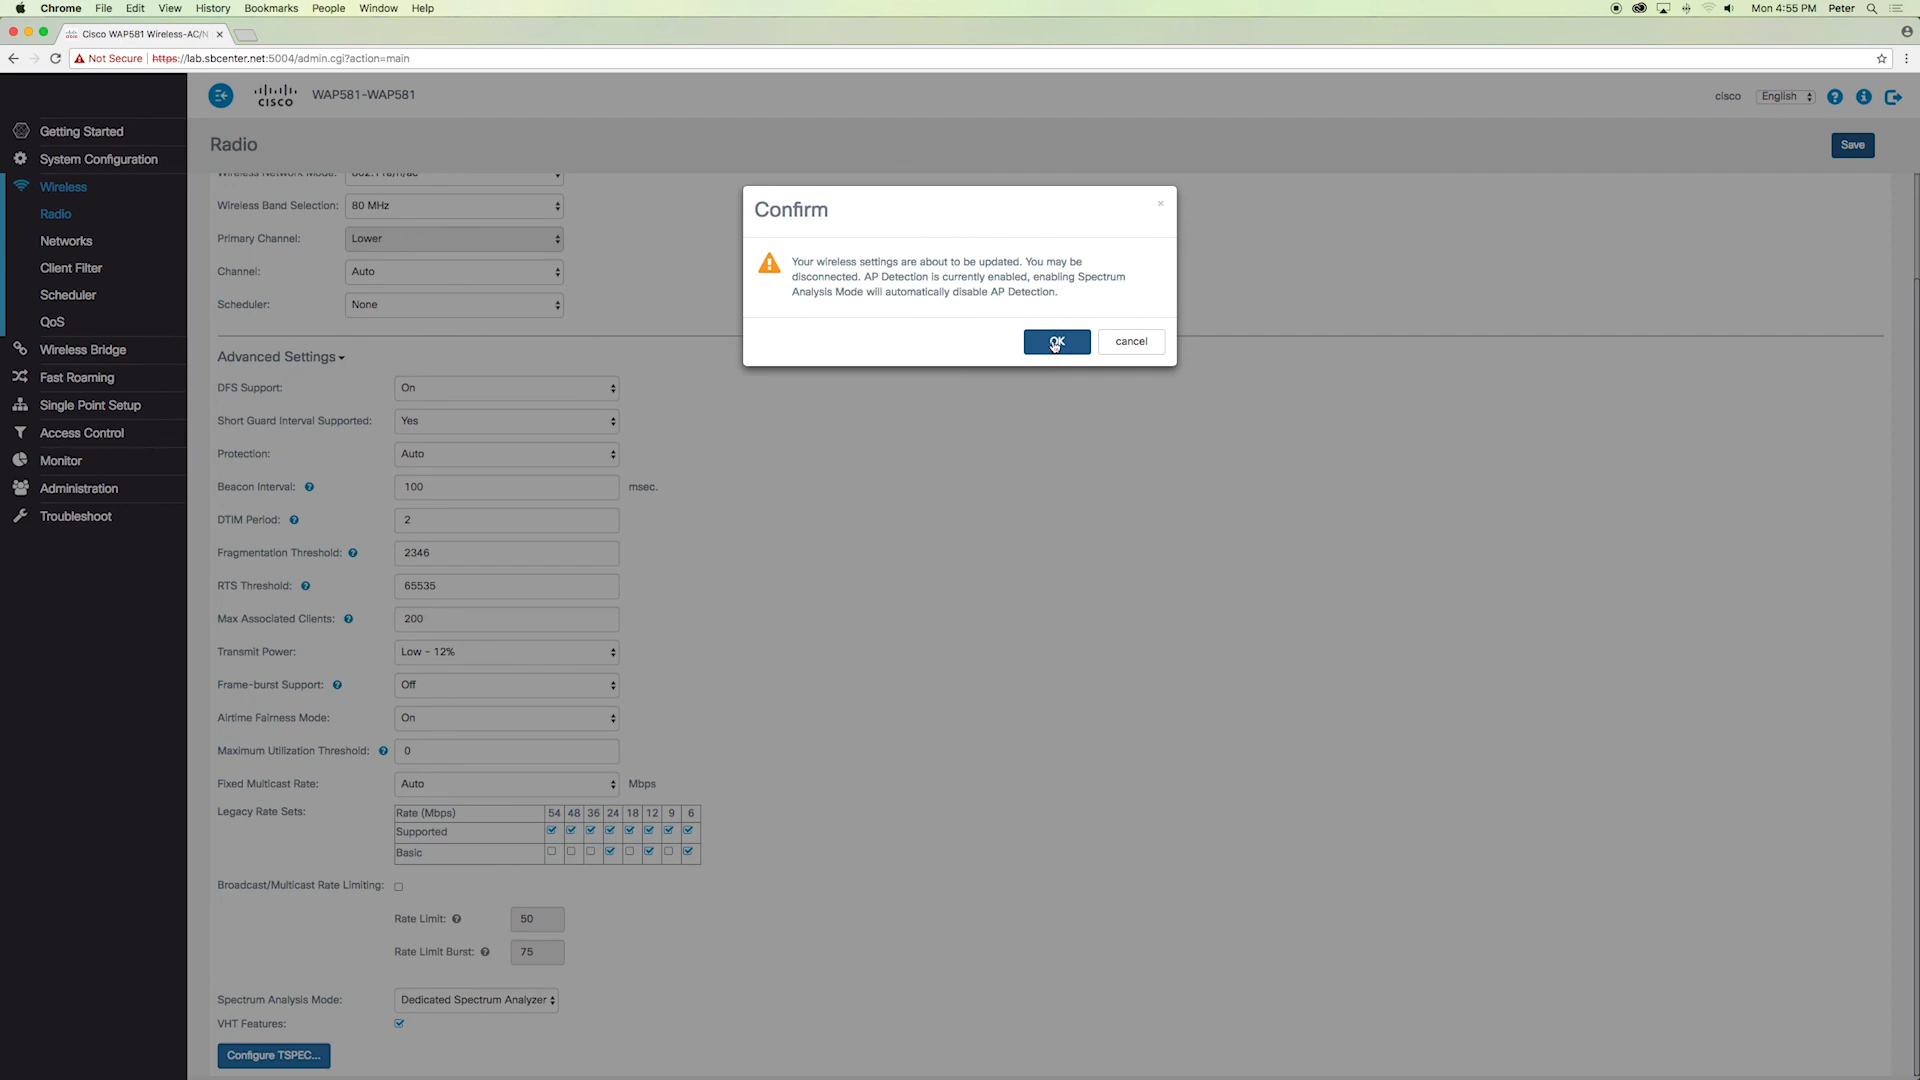 Chrome File Edit View History Bookmarks People Window Help Mon 4:55 PM Peter
Cisco WAP581 Wireless-AC/N
Not Secure https://lab.sbcenter.net:5004/admin.cgi?action=main
CISCO WAP581-WAP581 cisco English
Getting Started
System Configuration
Wireless
Radio
Networks
Client Filter
Scheduler
QoS
Wireless Bridge
Fast Roaming
Single Point Setup
Access Control
Monitor
Administration
Troubleshoot
Radio Save
Wireless Network Mode: 802.11a/n/ac
Wireless Band Selection: 80 MHz
Primary Channel: Lower
Channel: Auto
Scheduler: None
Confirm ×
Your wireless settings are about to be updated. You may be
disconnected. AP Detection is currently enabled, enabling Spectrum
Analysis Mode will automatically disable AP Detection.
OK cancel
Advanced Settings
DFS Support: On
Short Guard Interval Supported: Yes
Protection: Auto
Beacon Interval: 100 msec.
DTIM Period: 2
Fragmentation Threshold: 2346
RTS Threshold: 65535
Max Associated Clients: 200
Transmit Power: Low - 12%
Frame-burst Support: Off
Airtime Fairness Mode: On
Maximum Utilization Threshold: 0
Fixed Multicast Rate: Auto Mbps
Legacy Rate Sets: Rate (Mbps) 54 48 36 24 18 12 9 6
Supported
Basic
Broadcast/Multicast Rate Limiting:
Rate Limit: 50
Rate Limit Burst: 75
Spectrum Analysis Mode: Dedicated Spectrum Analyzer
VHT Features:
Configure TSPEC...